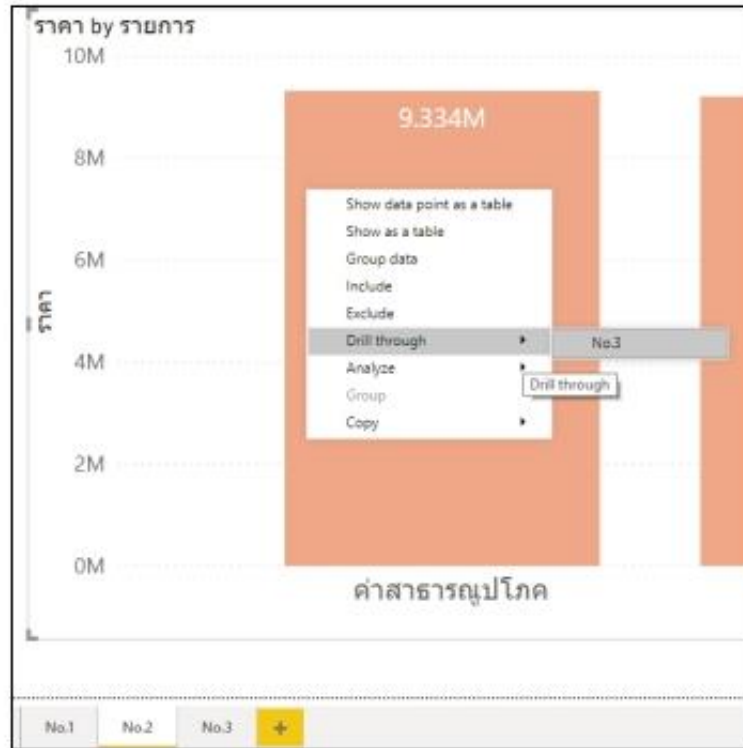 ราคา by รายการ
10M
9.334M
8M
Show data point as a table
Show as a table
Group data
6M
Include
Exclude
ราคา
Drill through
No.3
4M
Analyze
Drill through
Group
Copy
2M
0M
ค่าสาธารณูปโภค
No.1 No.2 No.3 +